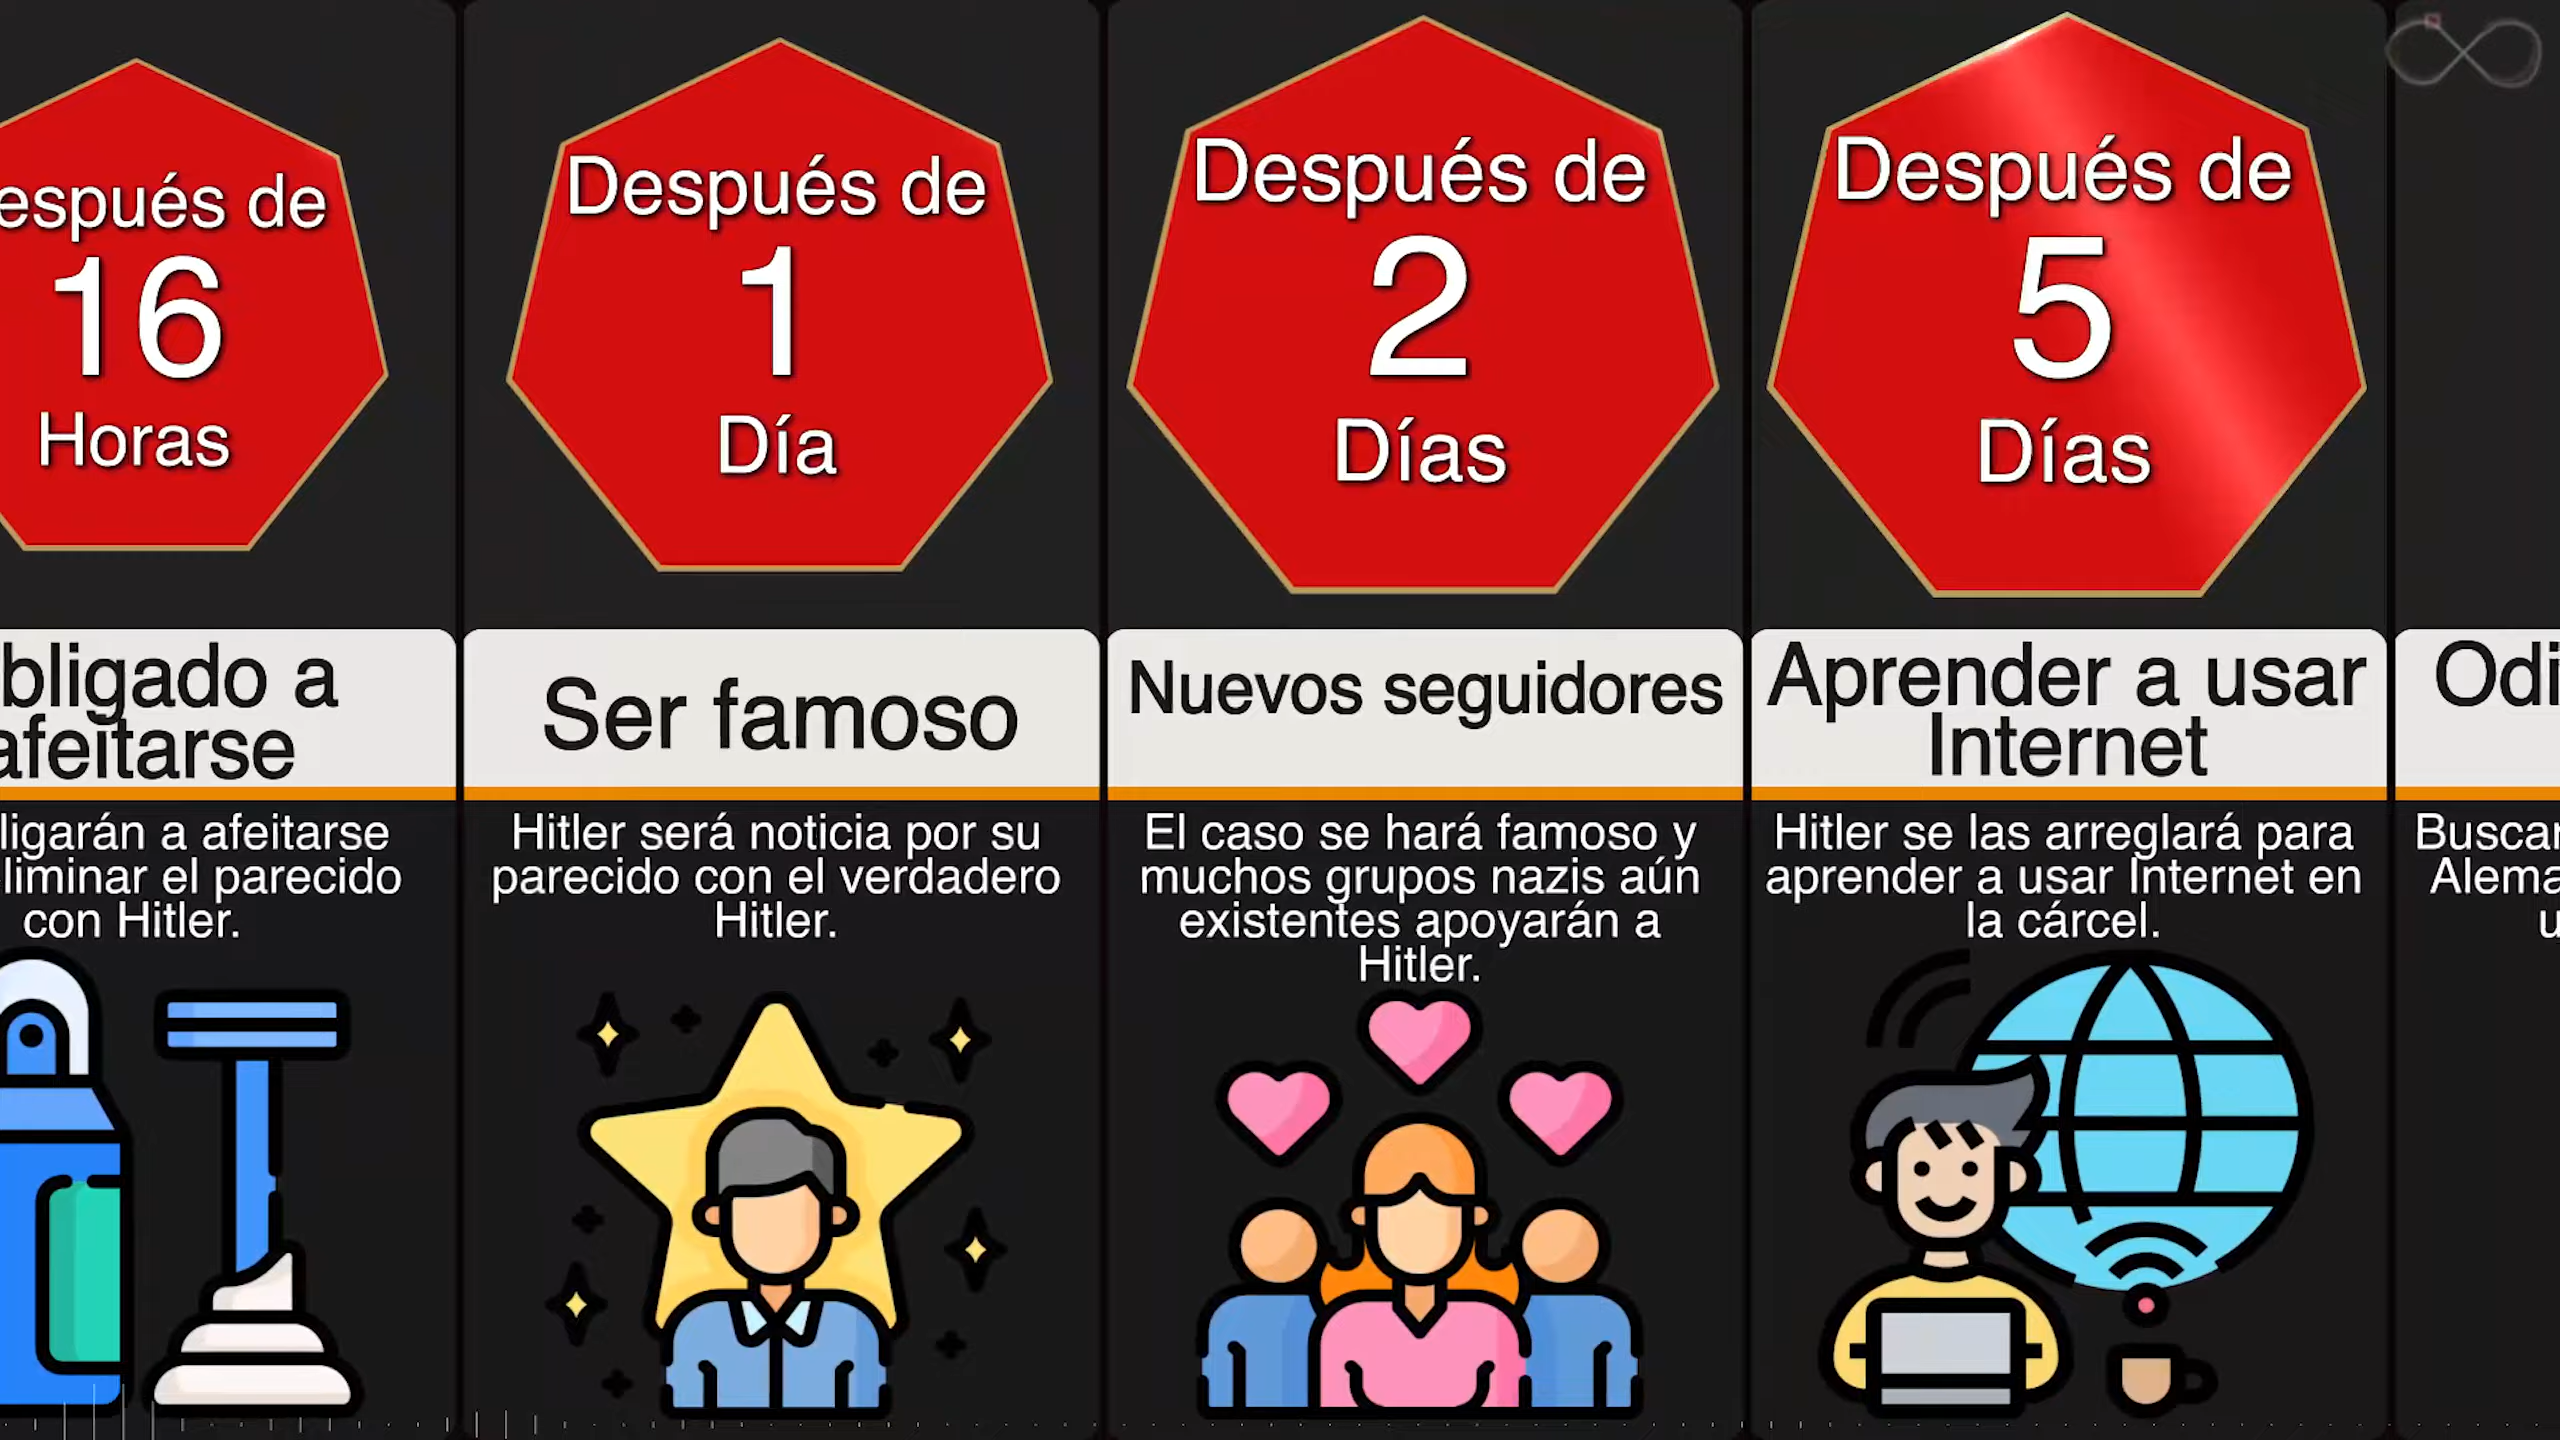 espués de
16
Horas
bligado a
afeitarse
ligarán a afeitarse
liminar el parecido
con Hitler.
Después de
1
Día
Ser famoso
Hitler será noticia por su
parecido con el verdadero
Hitler.
Después de
2
Días
Nuevos seguidores
El caso se hará famoso y
muchos grupos nazis aún
existentes apoyarán a
Hitler.
Después de
5
Días
Aprender a usar
Internet
Hitler se las arreglará para
aprender a usar Internet en
la cárcel.
Odi
Buscar
Alema
u